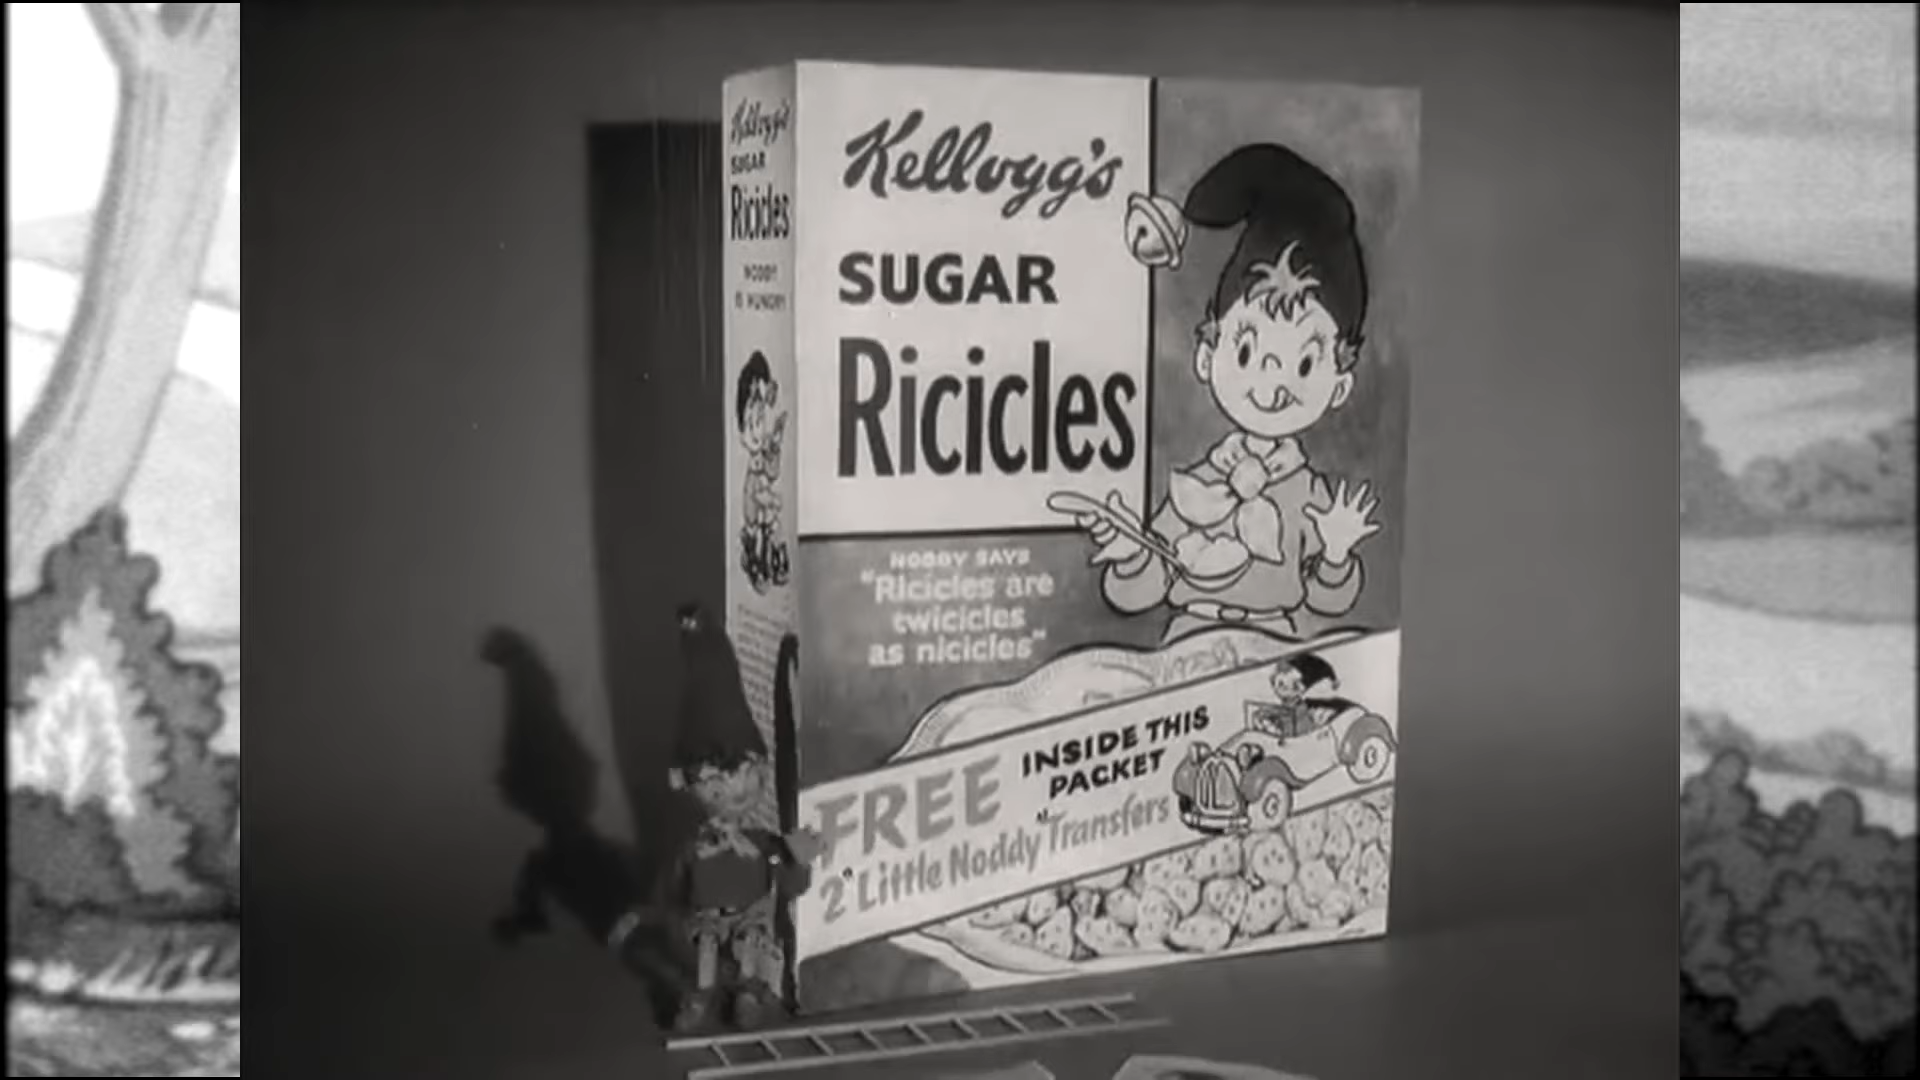 Kellogg's
SUGAR
Ricicles
NODDY
IS HUNGRY
Kellogg's
SUGAR
Ricicles
NODDY SAYS
"Ricicles are
twicicles
as nicicles"
FREE INSIDE THIS
PACKET
2 "Little Noddy" Transfers